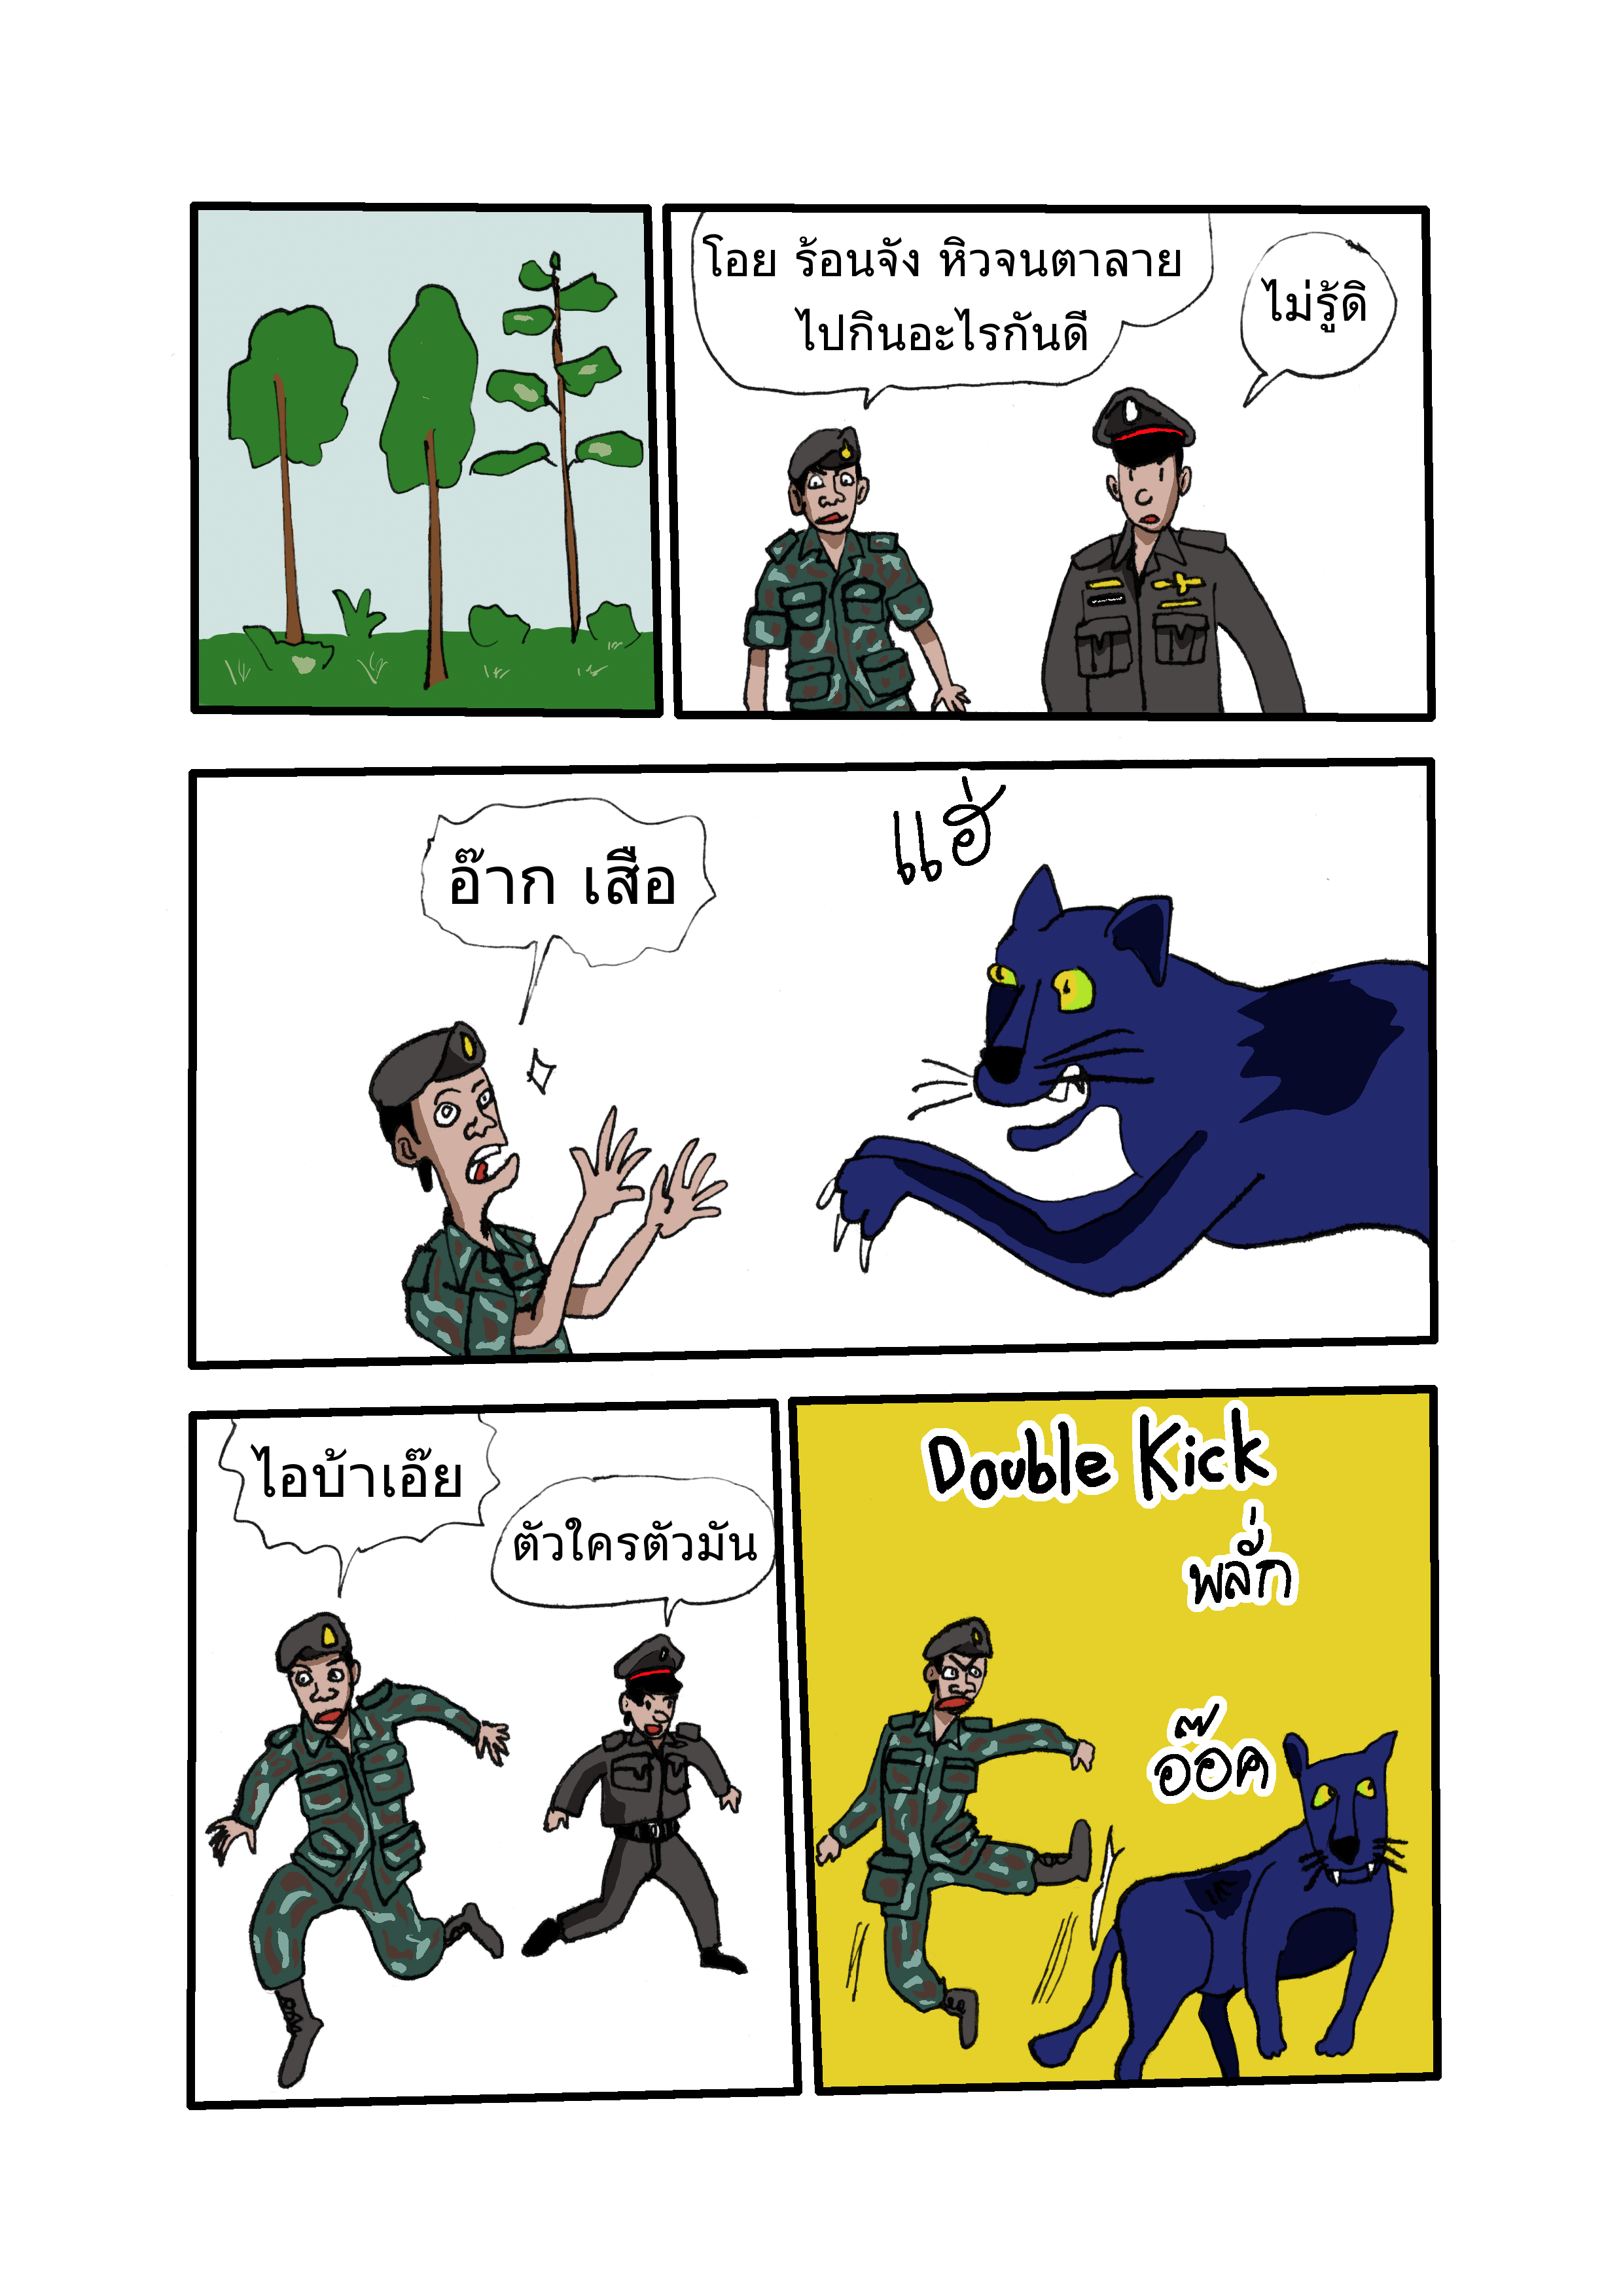 โอย ร้อนจัง หิวจนตาลาย
ไปกินอะไรกันดี
ไม่รู้ดิ
อ๊าก เสือ
แฮ่
ไอบ้าเอ๊ย
ตัวใครตัวมัน
Double Kick
พลั่ก
อ๊อค